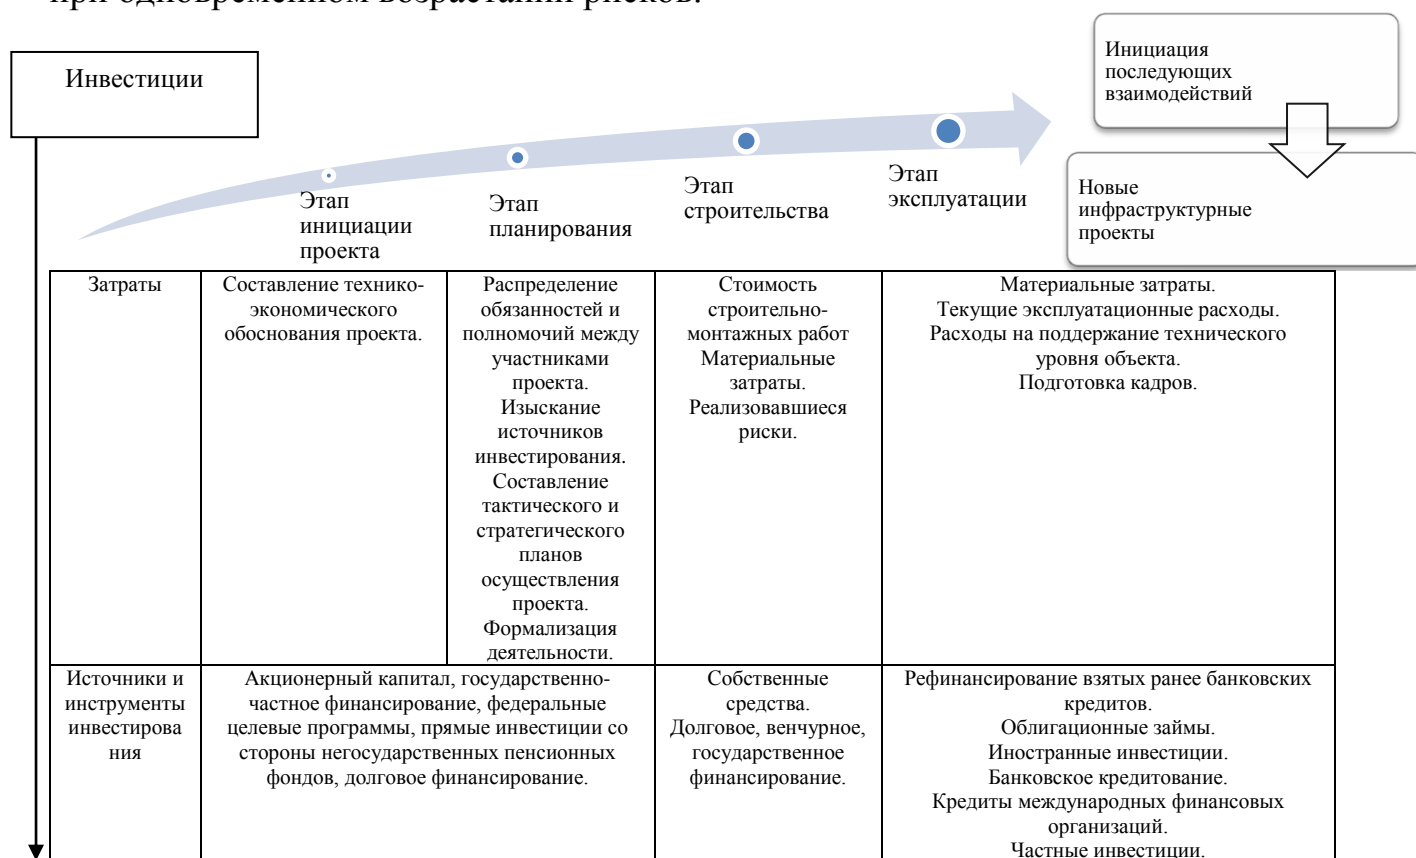 при одновременном возрастании рисков.
Инвестиции
Инициация
последующих
взаимодействий
Новые
инфраструктурные
проекты
Этап
инициации
проекта
Этап
планирования
Этап
строительства
Этап
эксплуатации
Затраты
Составление технико-
экономического
обоснования проекта.
Распределение
обязанностей и
полномочий между
участниками
проекта.
Изыскание
источников
инвестирования.
Составление
тактического и
стратегического
планов
осуществления
проекта.
Формализация
деятельности.
Стоимость
строительно-
монтажных работ
Материальные
затраты.
Реализовавшиеся
риски.
Материальные затраты.
Текущие эксплуатационные расходы.
Расходы на поддержание технического
уровня объекта.
Подготовка кадров.
Источники и
инструменты
инвестирова
ния
Акционерный капитал, государственно-
частное финансирование, федеральные
целевые программы, прямые инвестиции со
стороны негосударственных пенсионных
фондов, долговое финансирование.
Собственные
средства.
Долговое, венчурное,
государственное
финансирование.
Рефинансирование взятых ранее банковских
кредитов.
Облигационные займы.
Иностранные инвестиции.
Банковское кредитование.
Кредиты международных финансовых
организаций.
Частные инвестиции.